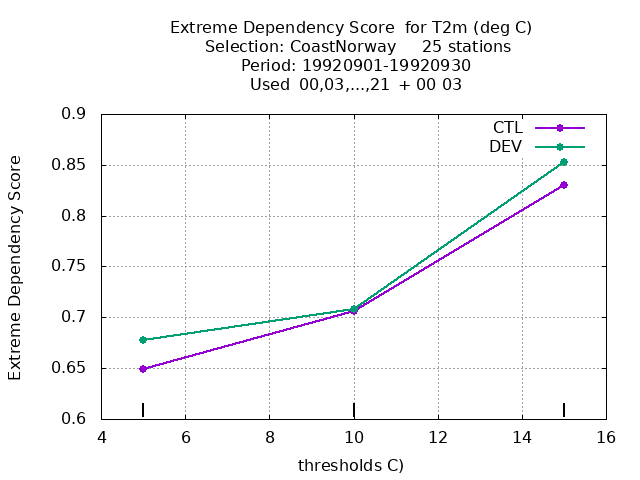 Extreme Dependency Score  for T2m (deg C)
Selection: CoastNorway     25 stations
Period: 19920901-19920930
Used  00,03,...,21  + 00 03
0.9
0.85
0.8
0.75
0.7
0.65
0.6
Extreme Dependency Score
CTL
DEV
4 6 8 10 12 14 16
thresholds C)